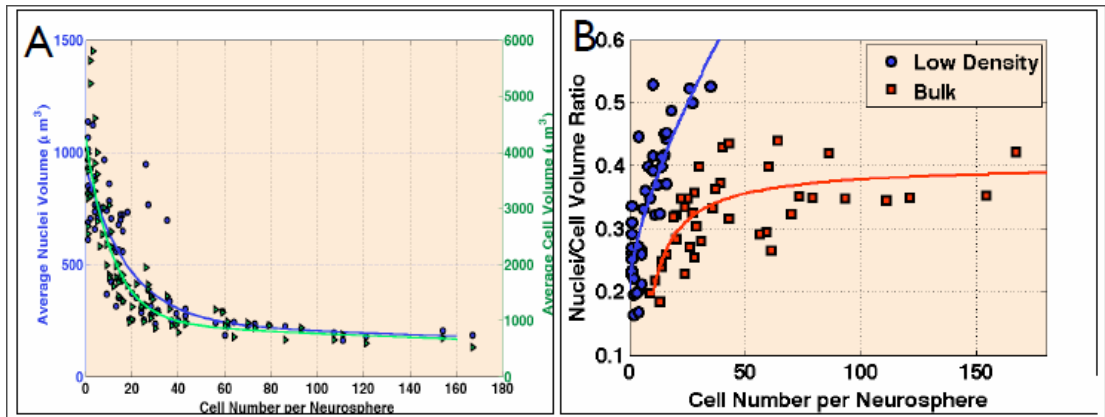 A
1500
1000
500
0
Average Nuclei Volume (μ m³)
6000
5000
4000
3000
2000
1000
0
Average Cell Volume (μ m³)
0 20 40 60 80 100 120 140 160 180
Cell Number per Neurosphere
B
0.6
0.5
0.4
0.3
0.2
0.1
Nuclei/Cell Volume Ratio
Low Density
Bulk
0 50 100 150
Cell Number per Neurosphere